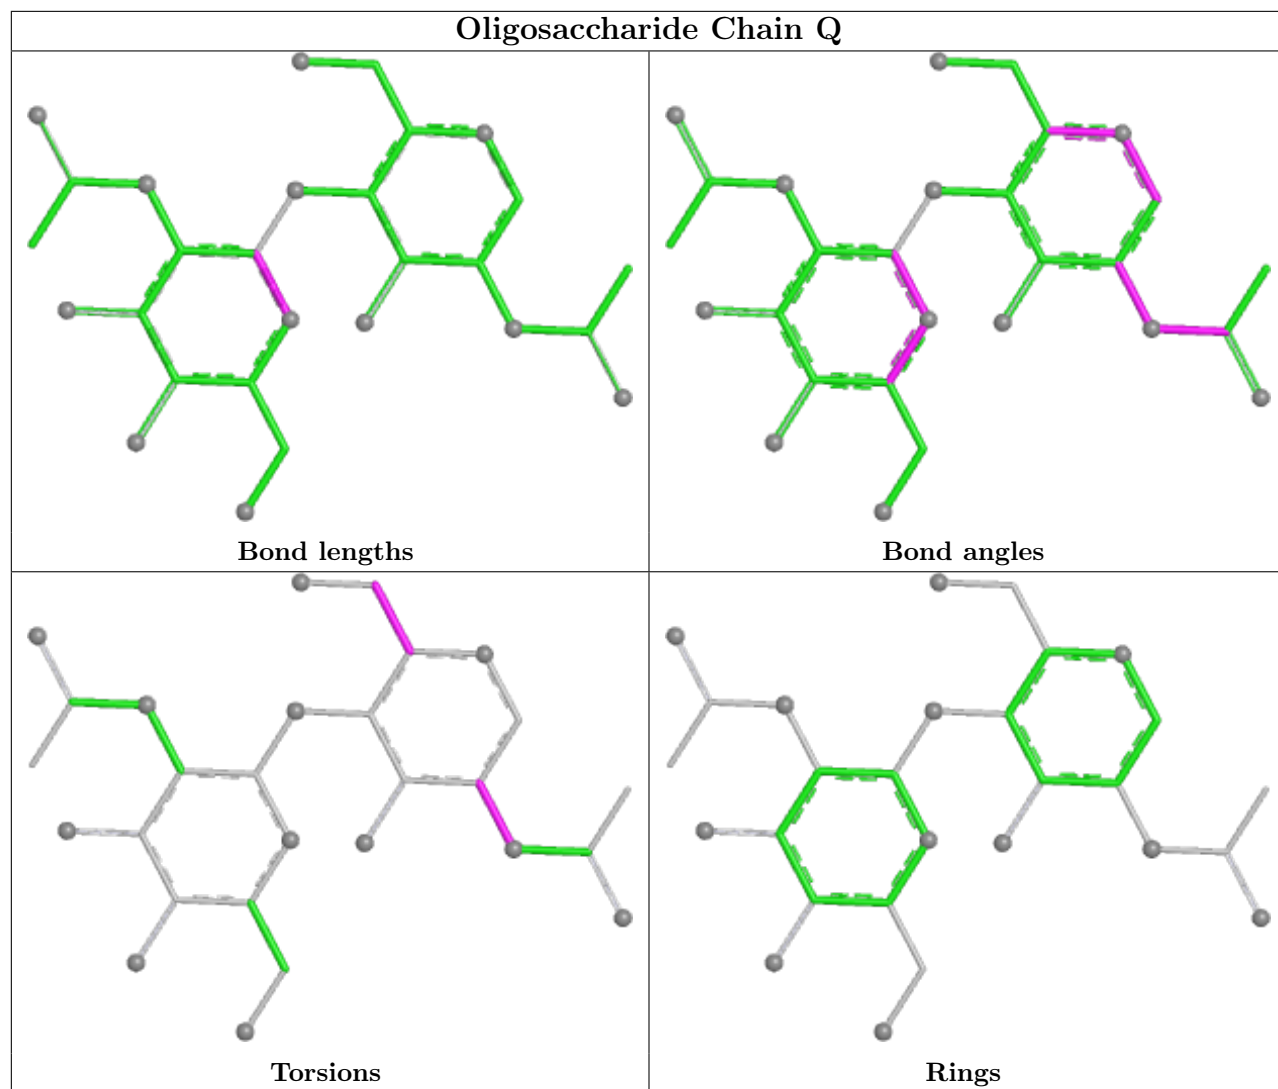 Oligosaccharide Chain Q
Bond lengths
Bond angles
Torsions
Rings